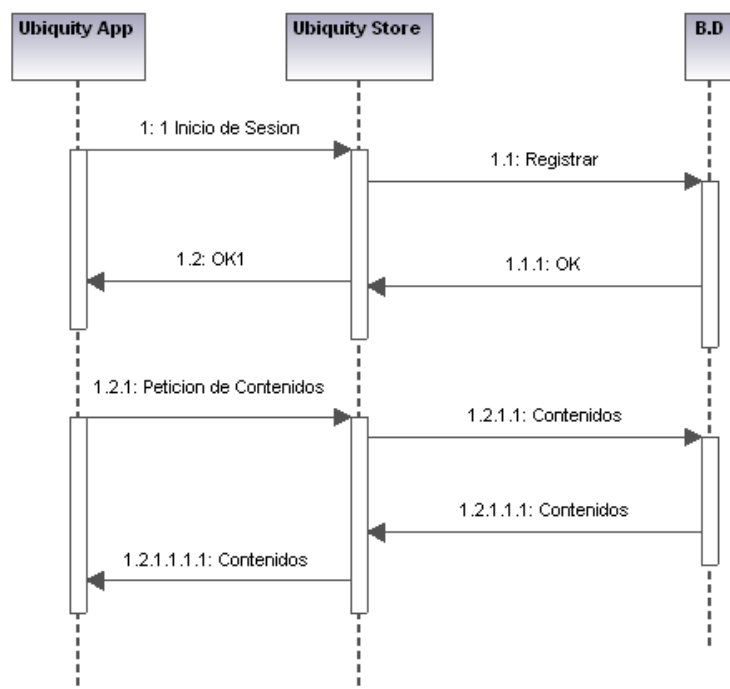 Ubiquity App
Ubiquity Store
B.D
1: 1 Inicio de Sesion
1.1: Registrar
1.2: OK1
1.1.1: OK
1.2.1: Peticion de Contenidos
1.2.1.1: Contenidos
1.2.1.1.1: Contenidos
1.2.1.1.1.1: Contenidos